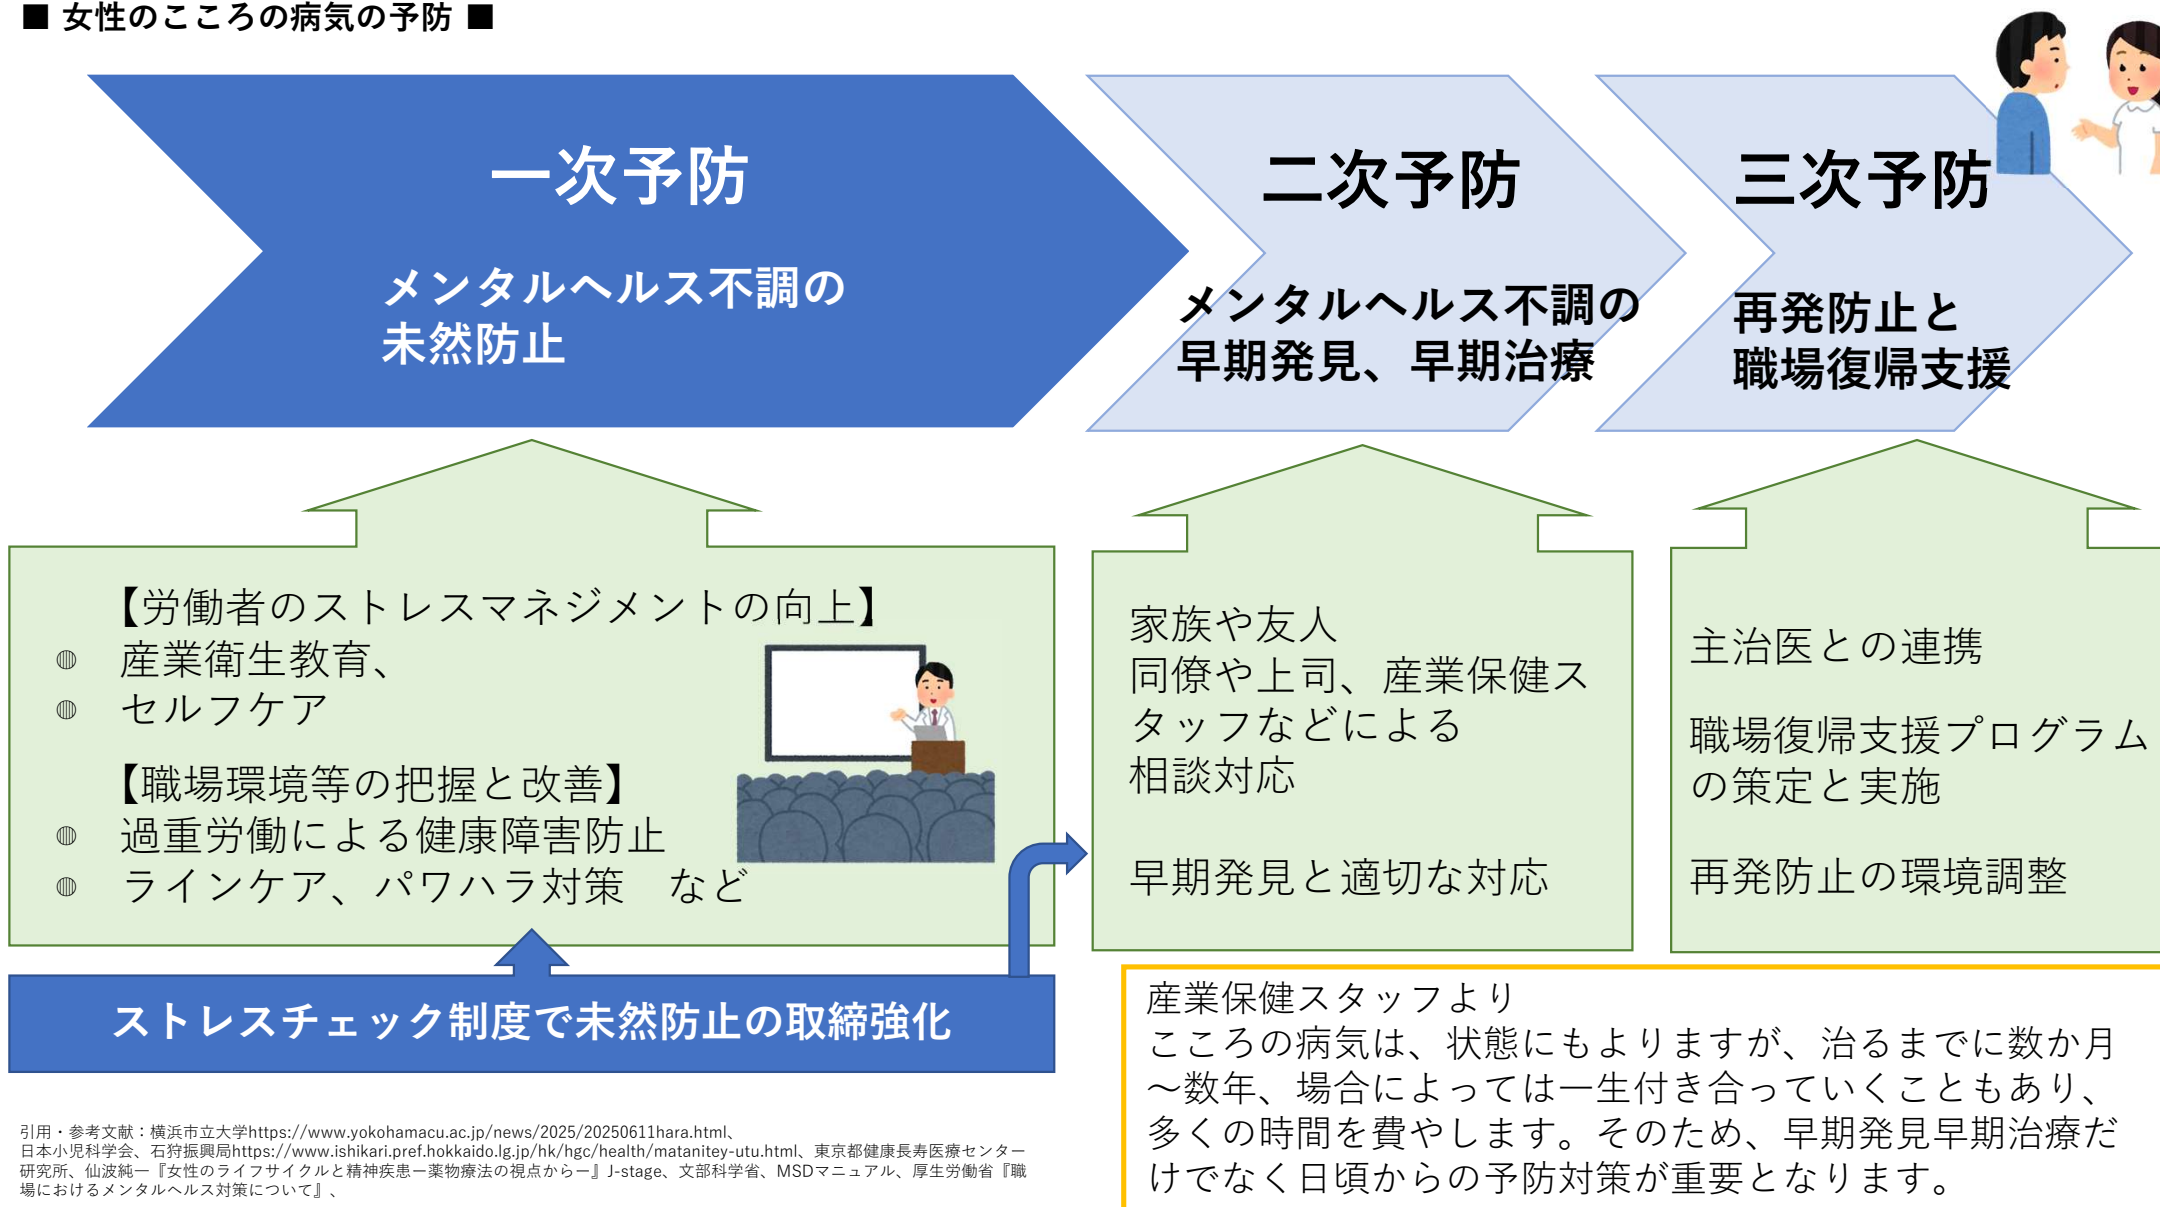 ■ 女性のこころの病気の予防 ■
一次予防
メンタルヘルス不調の
未然防止
二次予防
メンタルヘルス不調の
早期発見、早期治療
三次予防
再発防止と
職場復帰支援
【労働者のストレスマネジメントの向上】
産業衛生教育、
セルフケア
【職場環境等の把握と改善】
過重労働による健康障害防止
ラインケア、パワハラ対策　など
家族や友人
同僚や上司、産業保健ス
タッフなどによる
相談対応
早期発見と適切な対応
主治医との連携
職場復帰支援プログラム
の策定と実施
再発防止の環境調整
ストレスチェック制度で未然防止の取締強化
産業保健スタッフより
こころの病気は、状態にもよりますが、治るまでに数か月
～数年、場合によっては一生付き合っていくこともあり、
多くの時間を費やします。そのため、早期発見早期治療だ
けでなく日頃からの予防対策が重要となります。
引用・参考文献：横浜市立大学https://www.yokohamacu.ac.jp/news/2025/20250611hara.html、
日本小児科学会、石狩振興局https://www.ishikari.pref.hokkaido.lg.jp/hk/hgc/health/matanitey-utu.html、東京都健康長寿医療センター
研究所、仙波純一『女性のライフサイクルと精神疾患ー薬物療法の視点からー』J-stage、文部科学省、MSDマニュアル、厚生労働省『職
場におけるメンタルヘルス対策について』、